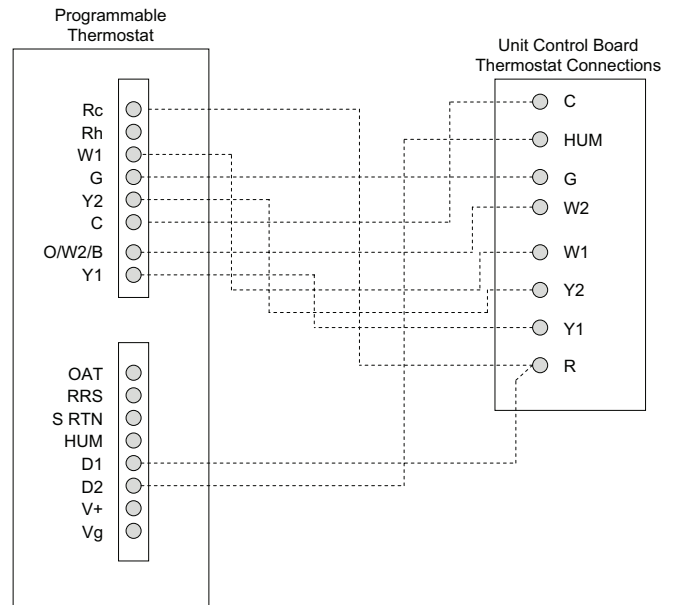 Programmable
Thermostat
Rc
Rh
W1
G
Y2
C
O/W2/B
Y1
OAT
RRS
S RTN
HUM
D1
D2
V+
Vg
Unit Control Board
Thermostat Connections
C
HUM
G
W2
W1
Y2
Y1
R